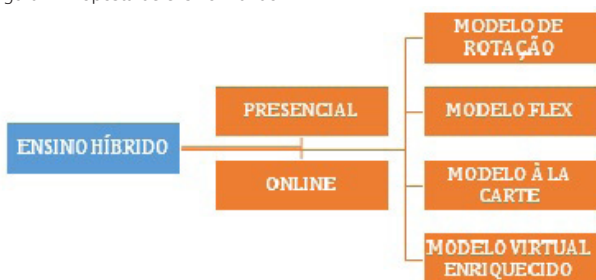 MODELO DE
ROTAÇÃO
PRESENCIAL
MODELO FLEX
ENSINO HÍBRIDO
ONLINE
MODELO À LA
CARTE
MODELO VIRTUAL
ENRIQUECIDO